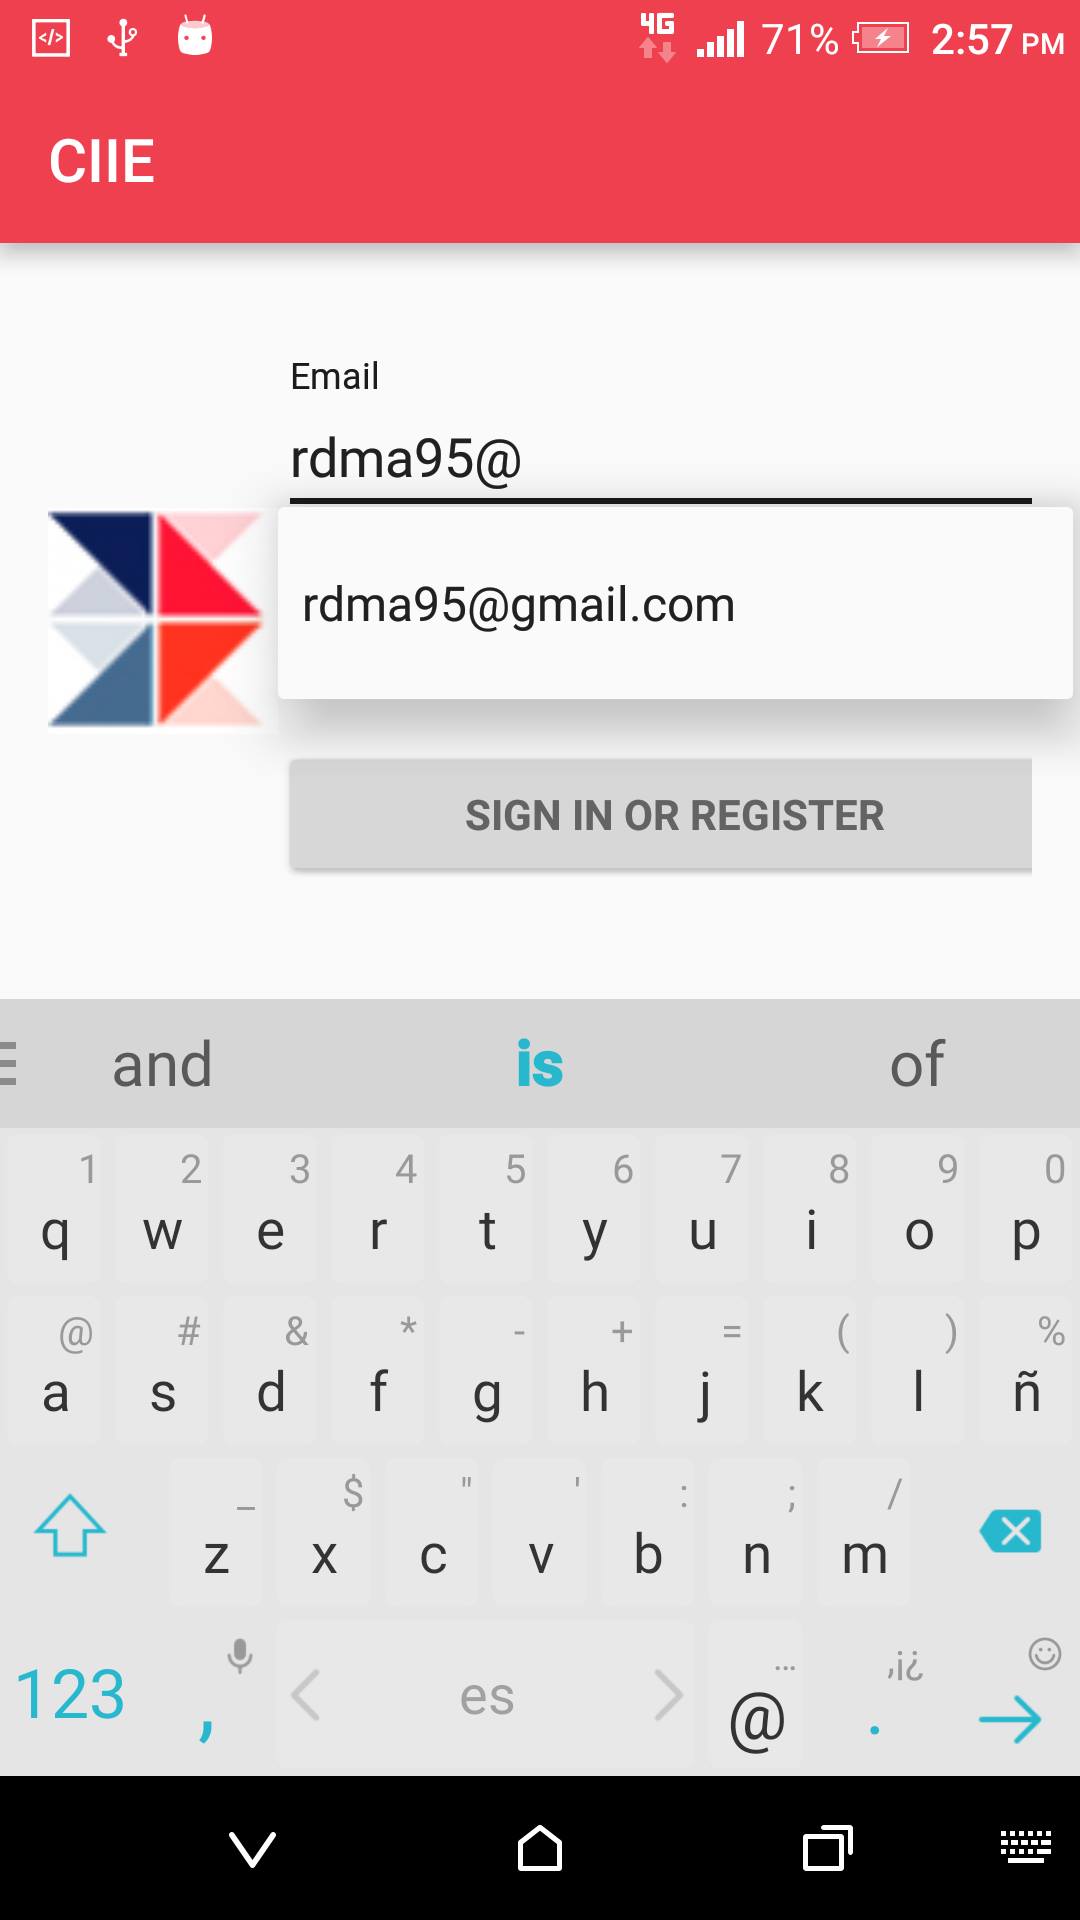 4G 71% 2:57 PM
CIIE
Email
rdma95@
rdma95@gmail.com
SIGN IN OR REGISTER
and is of
1 2 3 4 5 6 7 8 9 0
q w e r t y u i o p
@ # & * - + = ( ) %
a s d f g h j k l ñ
_ $ " ' : ; /
z x c v b n m
... ,¡¿
123 , es @ .